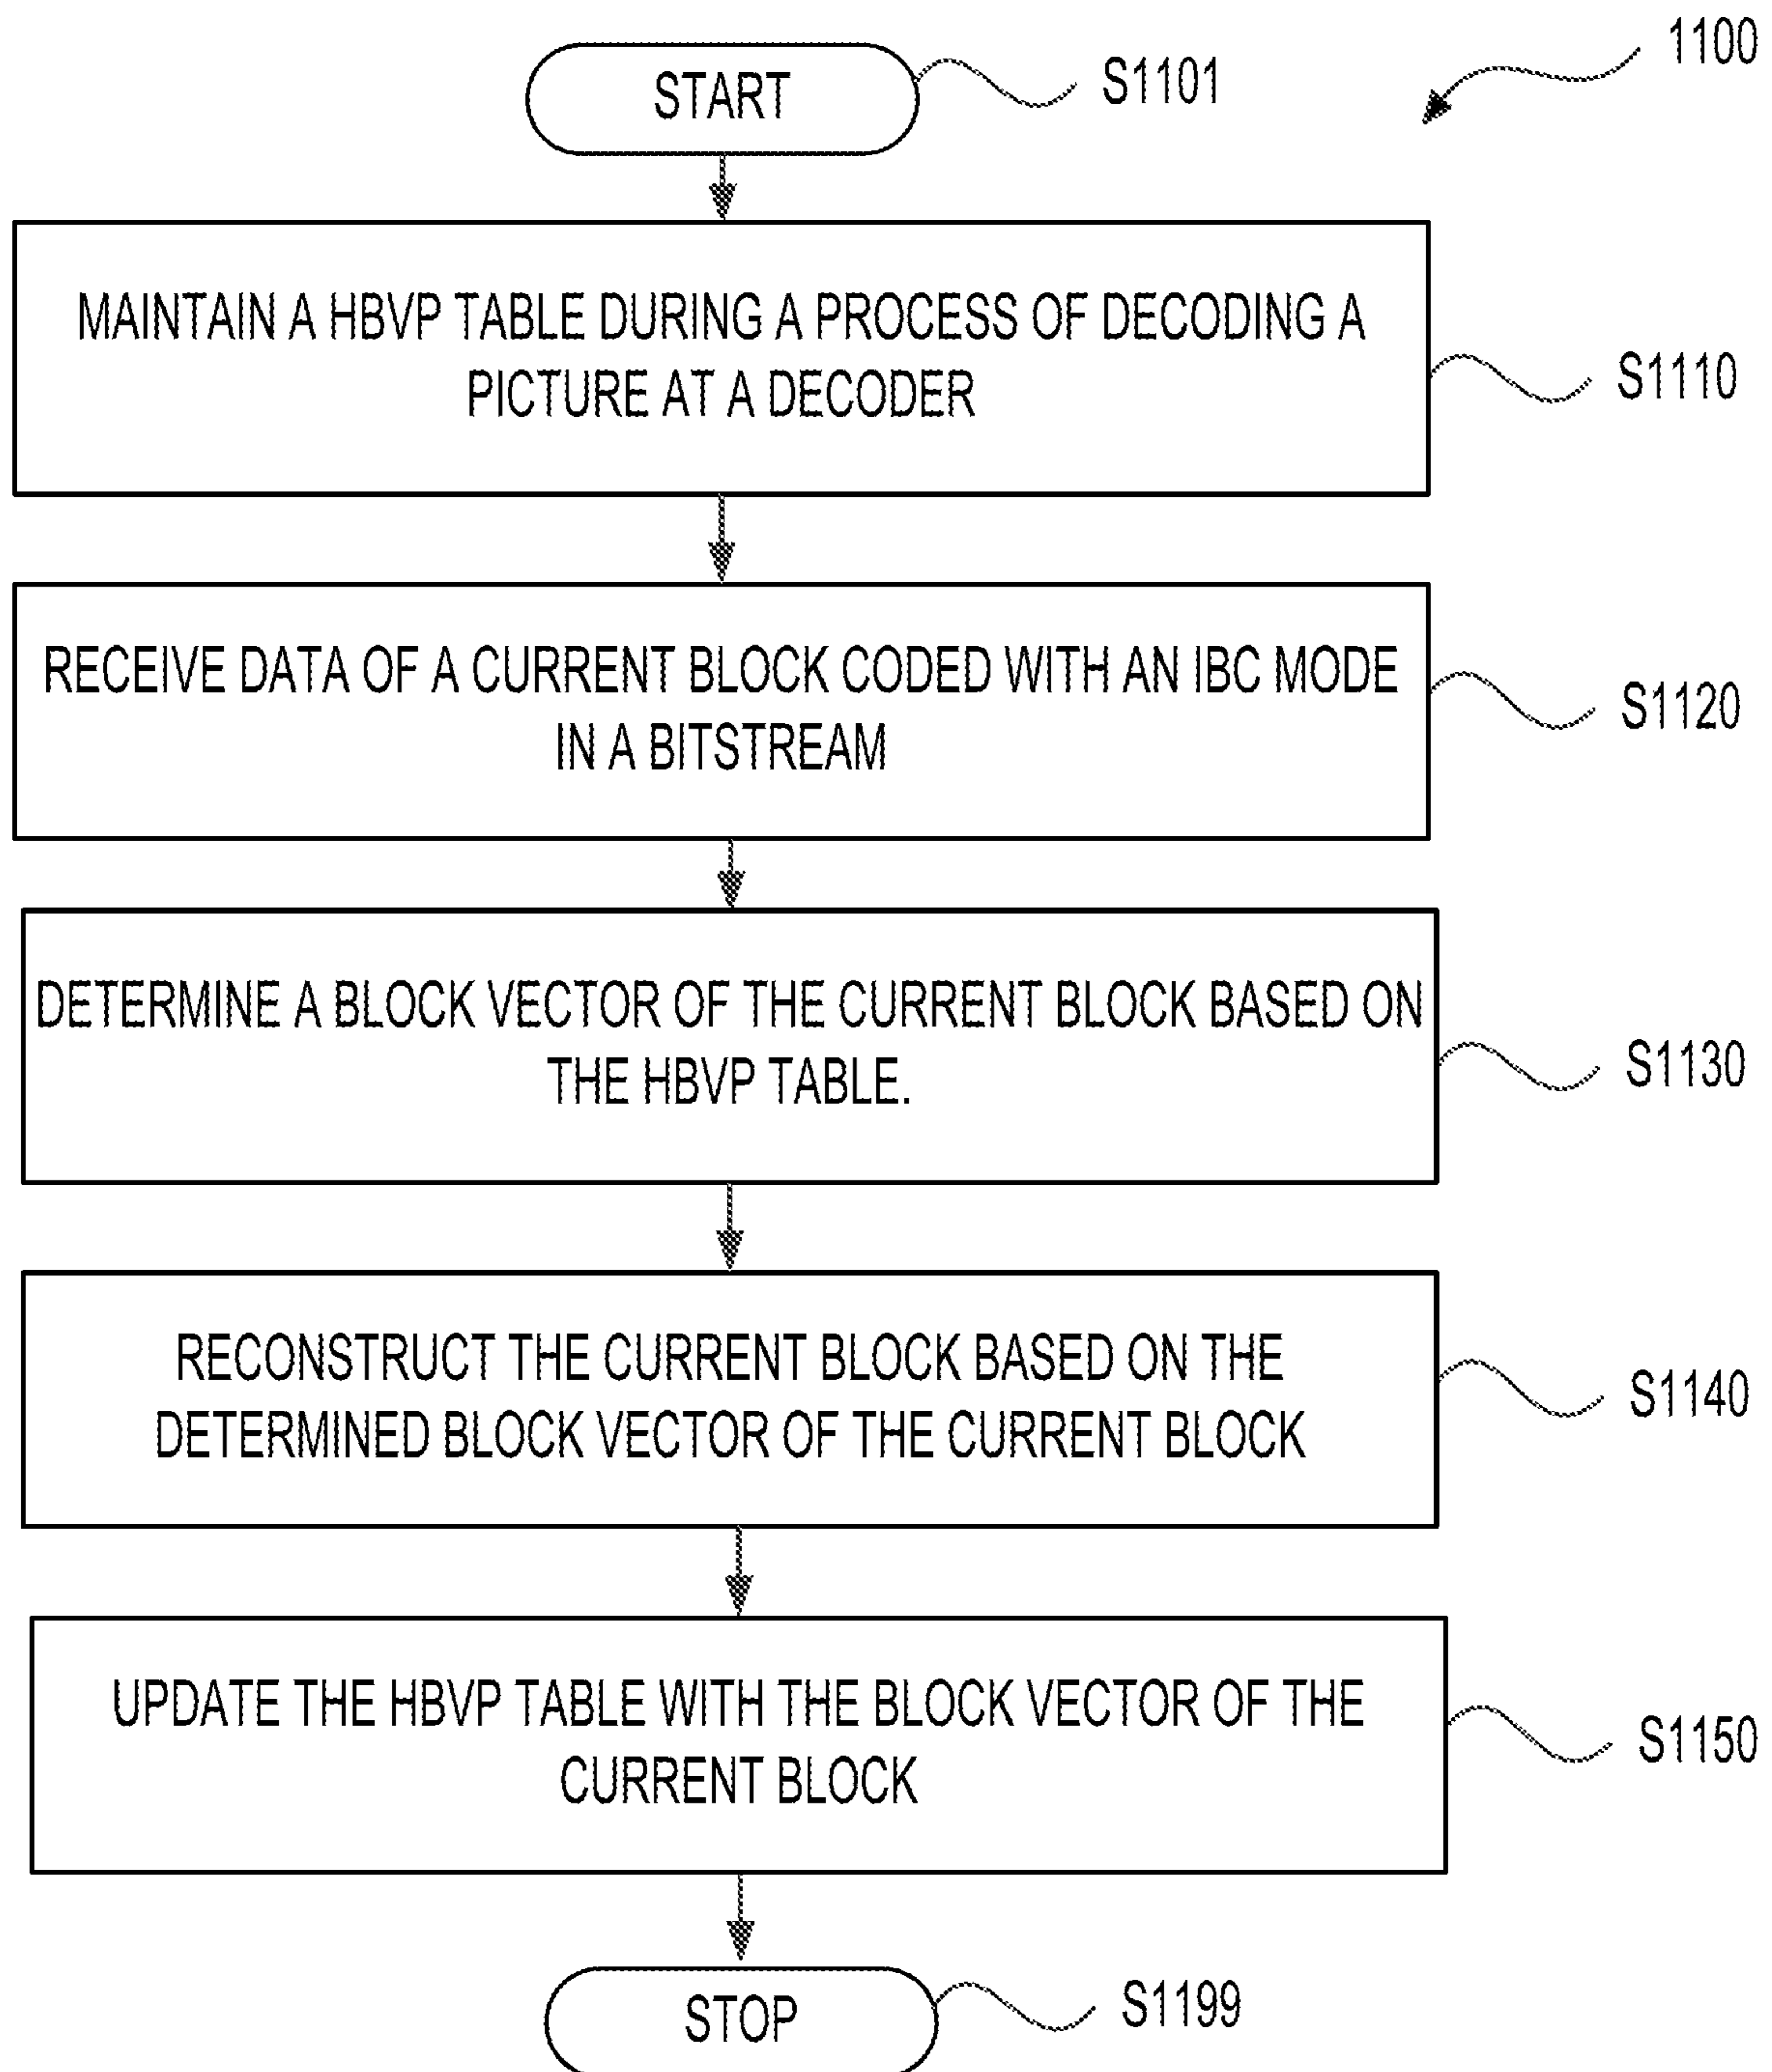 1100
START
S1101
MAINTAIN A HBVP TABLE DURING A PROCESS OF DECODING A
PICTURE AT A DECODER
S1110
RECEIVE DATA OF A CURRENT BLOCK CODED WITH AN IBC MODE
IN A BITSTREAM
S1120
DETERMINE A BLOCK VECTOR OF THE CURRENT BLOCK BASED ON
THE HBVP TABLE.
S1130
RECONSTRUCT THE CURRENT BLOCK BASED ON THE
DETERMINED BLOCK VECTOR OF THE CURRENT BLOCK
S1140
UPDATE THE HBVP TABLE WITH THE BLOCK VECTOR OF THE
CURRENT BLOCK
S1150
STOP
S1199